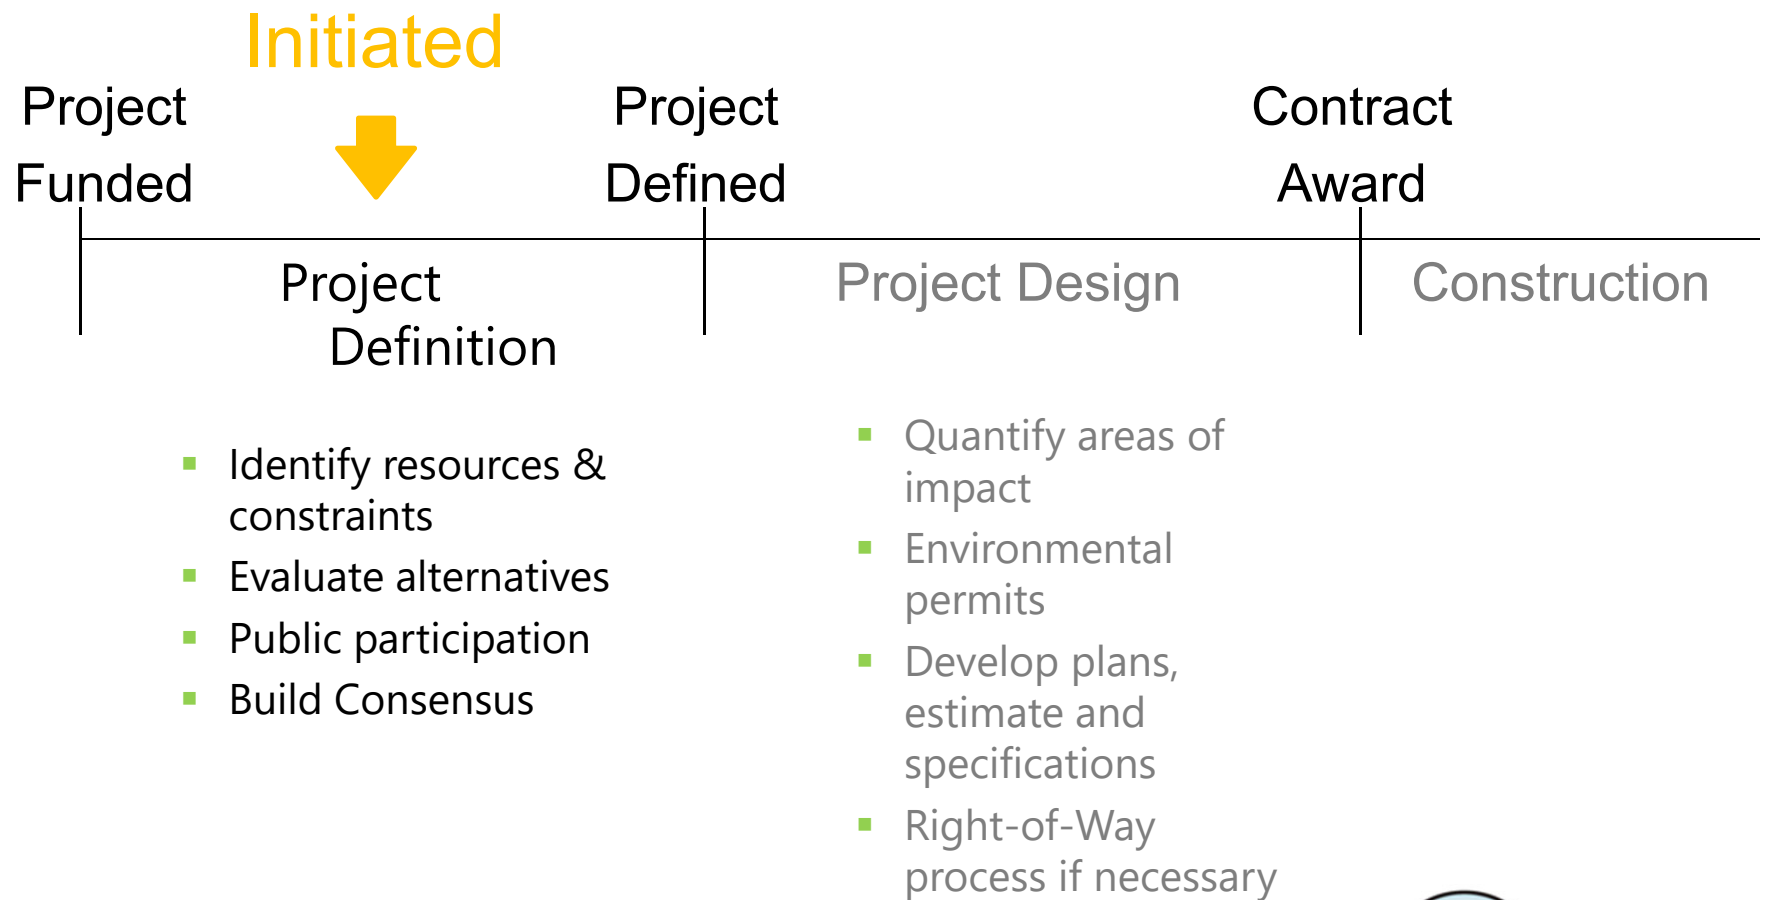 Initiated
Project
Funded
Project
Defined
Contract
Award
Project
Definition
Project Design
Construction
▪ Identify resources &
constraints
▪ Evaluate alternatives
▪ Public participation
▪ Build Consensus
▪ Quantify areas of
impact
▪ Environmental
permits
▪ Develop plans,
estimate and
specifications
▪ Right-of-Way
process if necessary